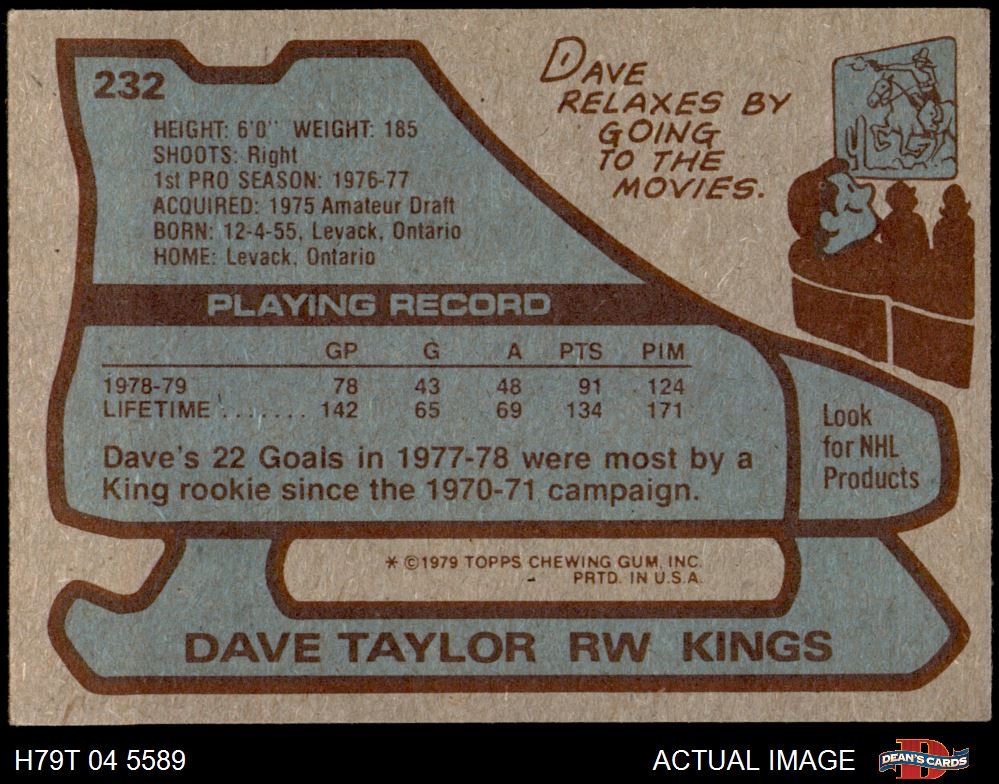 232
HEIGHT: 6'0" WEIGHT: 185
SHOOTS: Right
1st PRO SEASON: 1976-77
ACQUIRED: 1975 Amateur Draft
BORN: 12-4-55, Levack, Ontario
HOME: Levack, Ontario
DAVE
RELAXES BY
GOING
TO THE
MOVIES.
PLAYING RECORD
GP G A PTS PIM
1978-79 78 43 48 91 124
LIFETIME ....... 142 65 69 134 171
Dave's 22 Goals in 1977-78 were most by a
King rookie since the 1970-71 campaign.
Look
for NHL
Products
* ©1979 TOPPS CHEWING GUM, INC.
PRTD. IN U.S.A.
DAVE TAYLOR RW KINGS
H79T 04 5589 ACTUAL IMAGE
D
DEAN'S CARDS